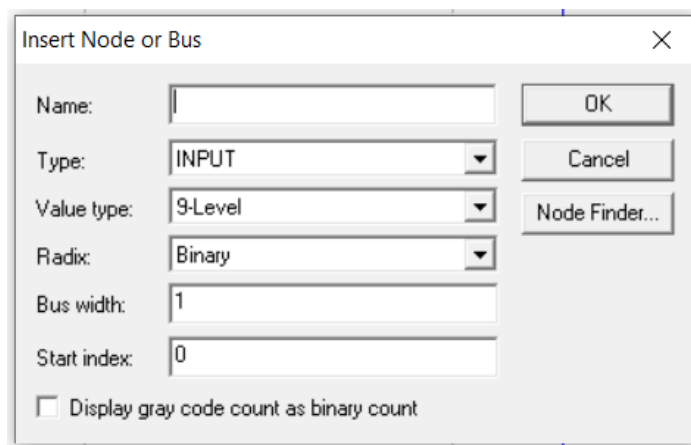 Insert Node or Bus
Name:
OK
Type: INPUT
Cancel
Value type: 9-Level
Node Finder...
Radix: Binary
Bus width: 1
Start index: 0
Display gray code count as binary count